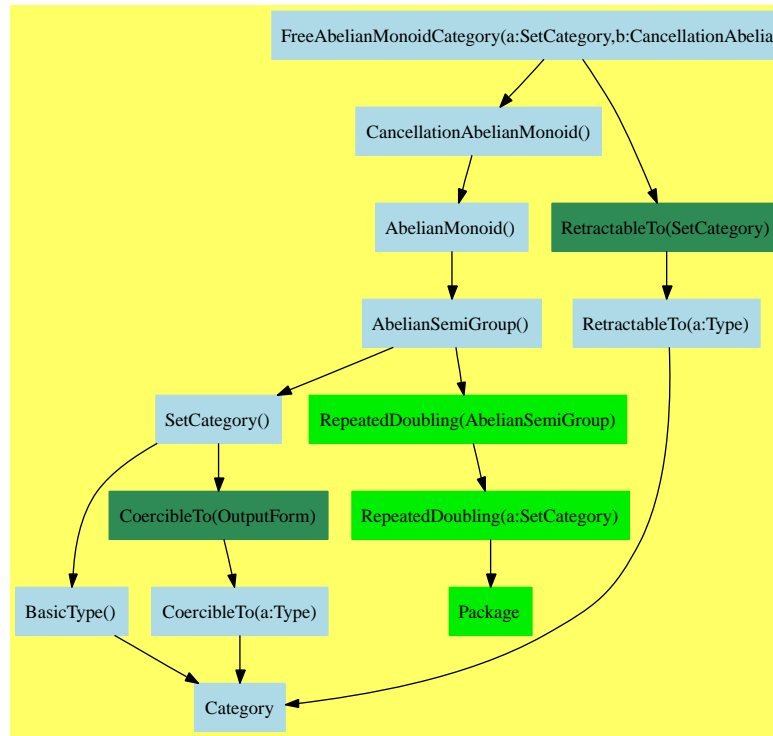 FreeAbelianMonoidCategory(a:SetCategory,b:CancellationAbelia
CancellationAbelianMonoid()
AbelianMonoid()
RetractableTo(SetCategory)
AbelianSemiGroup()
RetractableTo(a:Type)
SetCategory()
RepeatedDoubling(AbelianSemiGroup)
CoercibleTo(OutputForm)
RepeatedDoubling(a:SetCategory)
BasicType()
CoercibleTo(a:Type)
Package
Category